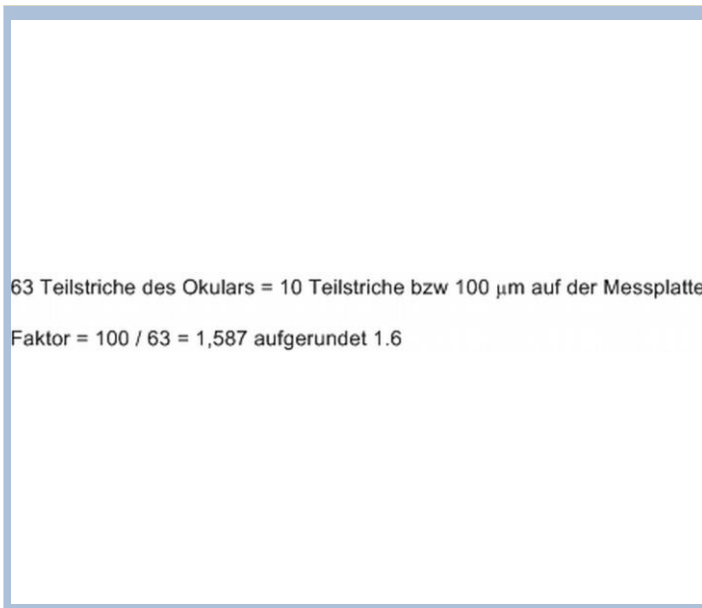 63 Teilstriche des Okulars = 10 Teilstriche bzw 100 µm auf der Messplatte
Faktor = 100 / 63 = 1,587 aufgerundet 1.6